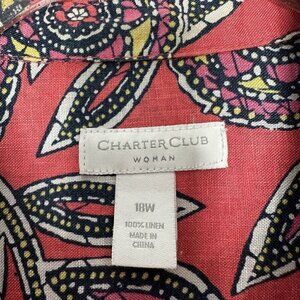 CHARTER CLUB
WOMAN
18W
100% LINEN
MADE IN
CHINA